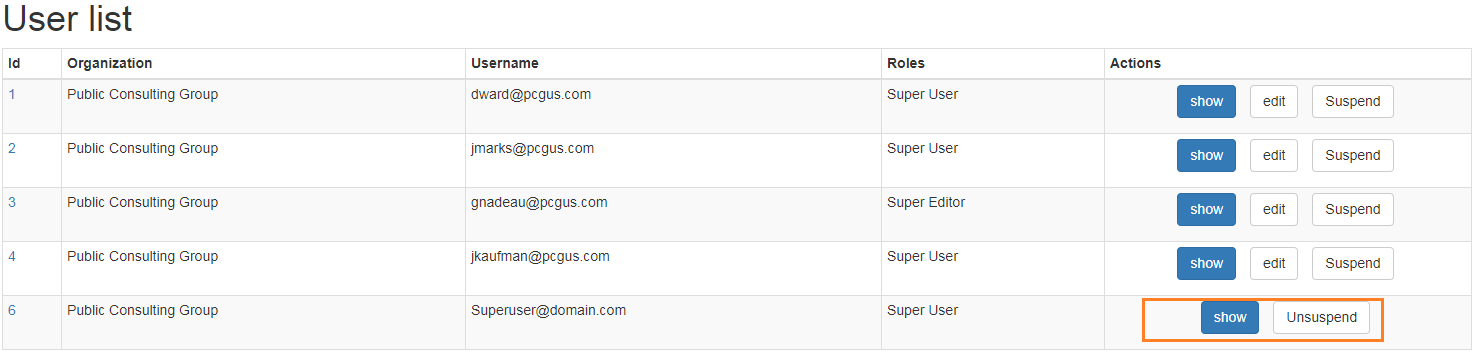 User list
Id Organization Username Roles Actions
1 Public Consulting Group dward@pcgus.com Super User show edit Suspend
2 Public Consulting Group jmarks@pcgus.com Super User show edit Suspend
3 Public Consulting Group gnadeau@pcgus.com Super Editor show edit Suspend
4 Public Consulting Group jkaufman@pcgus.com Super User show edit Suspend
6 Public Consulting Group Superuser@domain.com Super User show Unsuspend